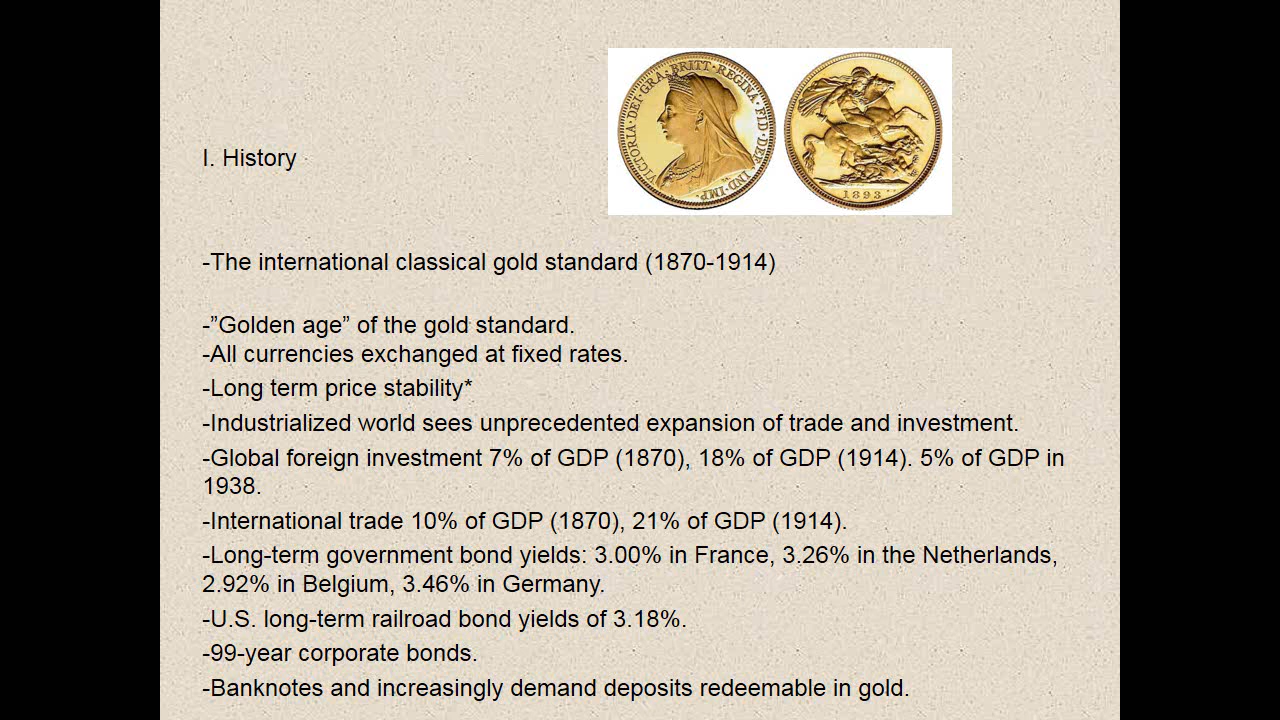 VICTORIA·DEI·GRA·BRITT·REGINA·FID·DEF·IND·IMP·
1893
I. History
-The international classical gold standard (1870-1914)
-”Golden age” of the gold standard.
-All currencies exchanged at fixed rates.
-Long term price stability*
-Industrialized world sees unprecedented expansion of trade and investment.
-Global foreign investment 7% of GDP (1870), 18% of GDP (1914). 5% of GDP in
1938.
-International trade 10% of GDP (1870), 21% of GDP (1914).
-Long-term government bond yields: 3.00% in France, 3.26% in the Netherlands,
2.92% in Belgium, 3.46% in Germany.
-U.S. long-term railroad bond yields of 3.18%.
-99-year corporate bonds.
-Banknotes and increasingly demand deposits redeemable in gold.